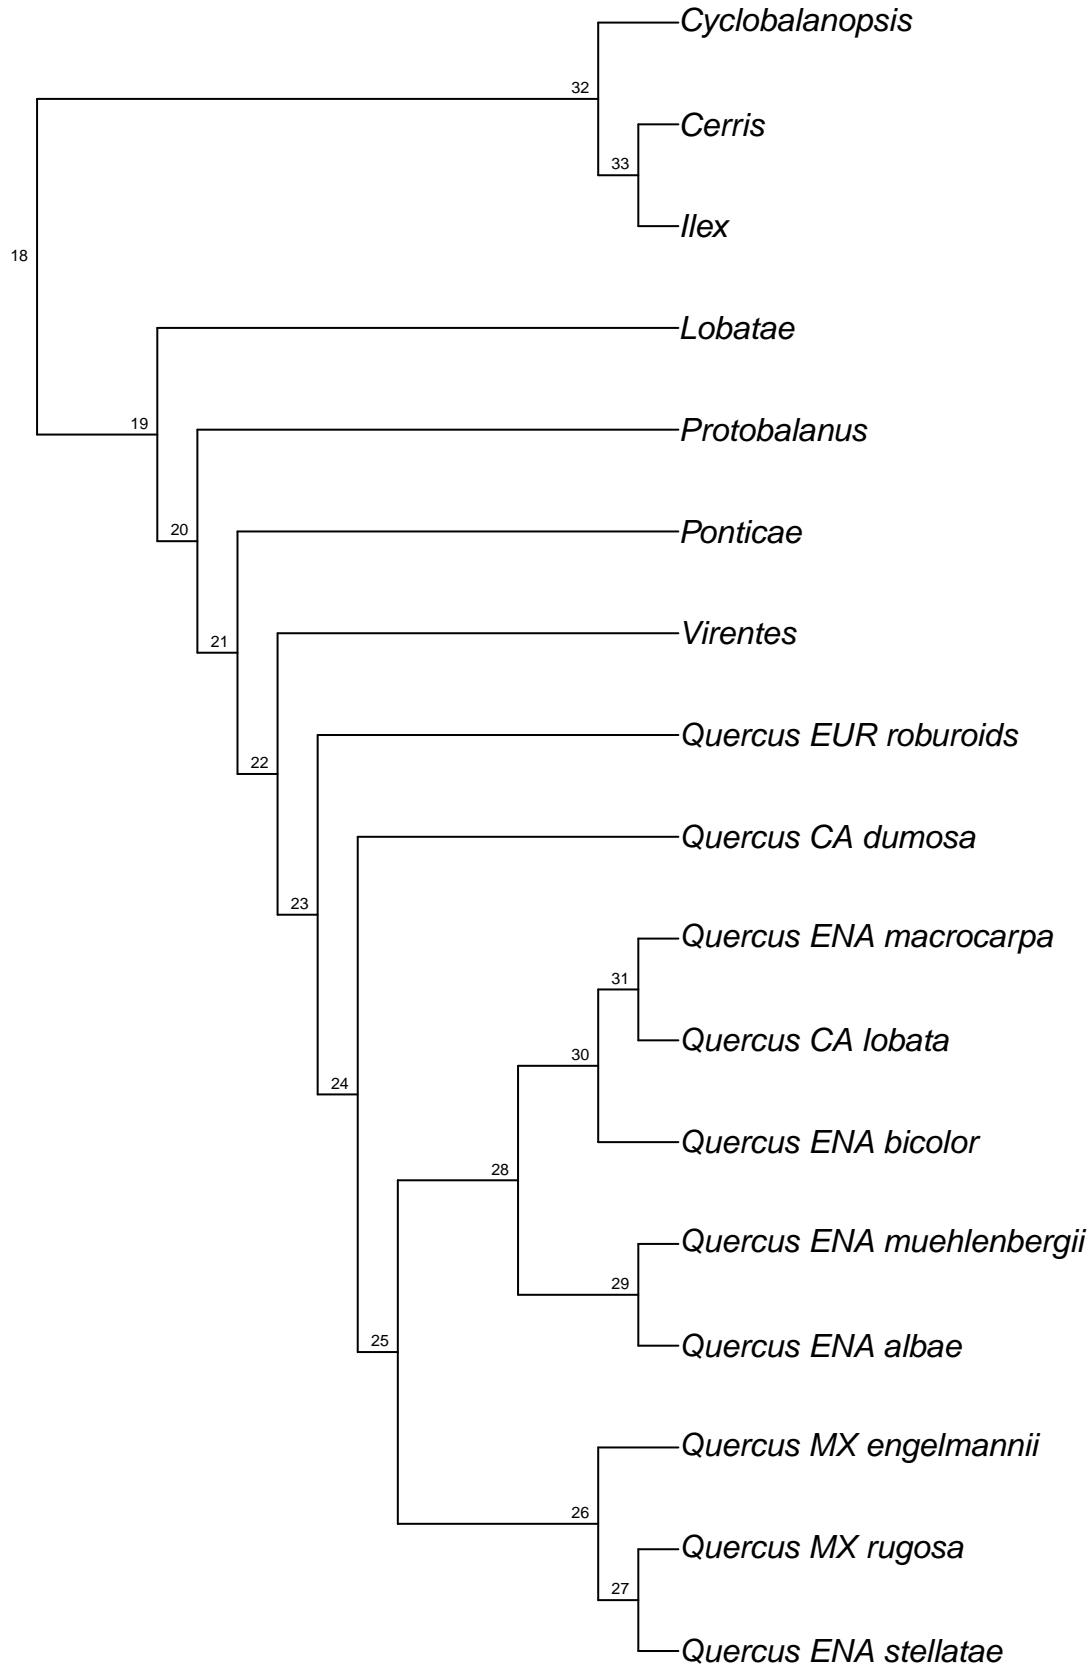 Cyclobalanopsis
32
Cerris
33
Ilex
18
Lobatae
19
Protobalanus
20
Ponticae
21
Virentes
Quercus EUR roburoids
22
Quercus CA dumosa
23
Quercus ENA macrocarpa
31
Quercus CA lobata
30
24
Quercus ENA bicolor
28
Quercus ENA muehlenbergii
29
25
Quercus ENA albae
Quercus MX engelmannii
26
Quercus MX rugosa
27
Quercus ENA stellatae